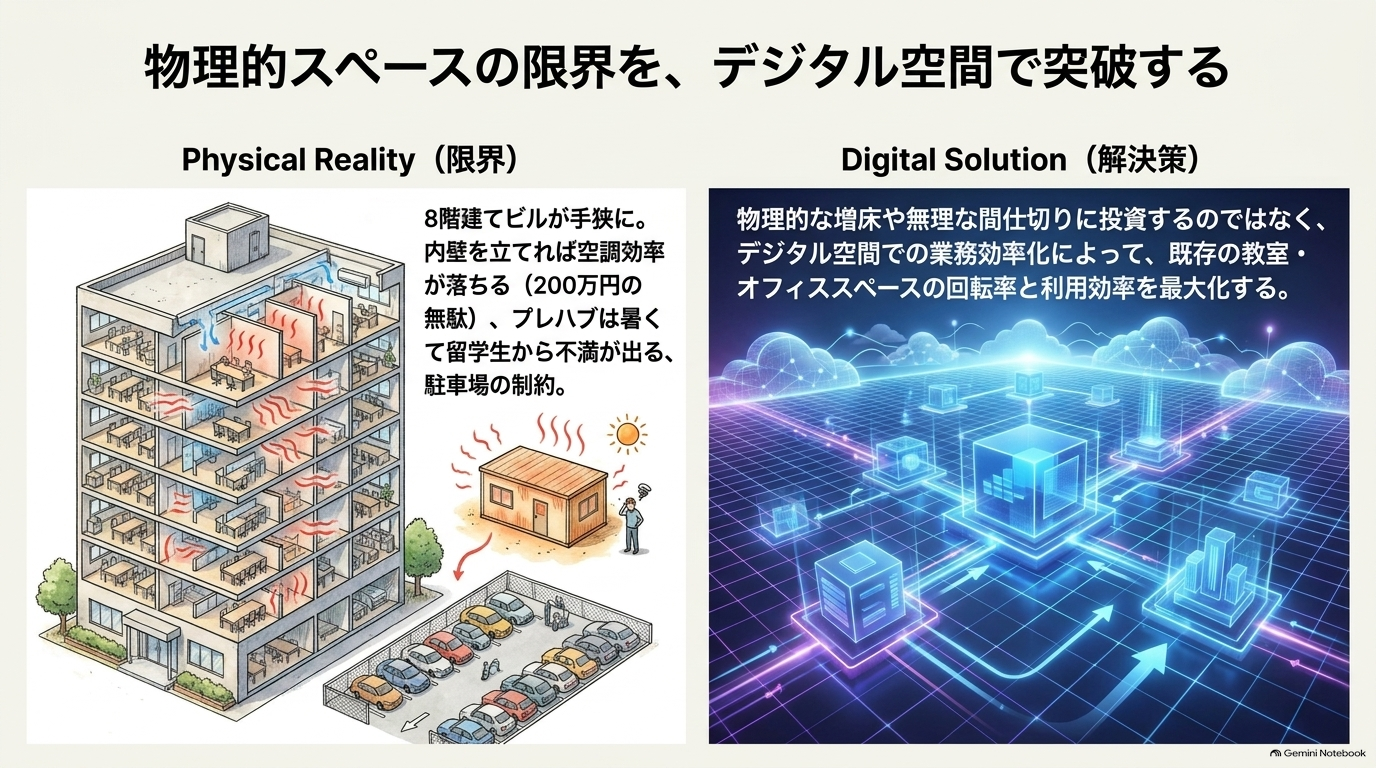 物理的スペースの限界を、デジタル空間で突破する
Physical Reality（限界）
8階建てビルが手狭に。
内壁を立てれば空調効率
が落ちる（200万円の
無駄）、プレハブは暑く
て留学生から不満が出る、
駐車場の制約。
Digital Solution（解決策）
物理的な増床や無理な間仕切りに投資するのではなく、
デジタル空間での業務効率化によって、既存の教室・
オフィススペースの回転率と利用効率を最大化する。
Gemini Notebook